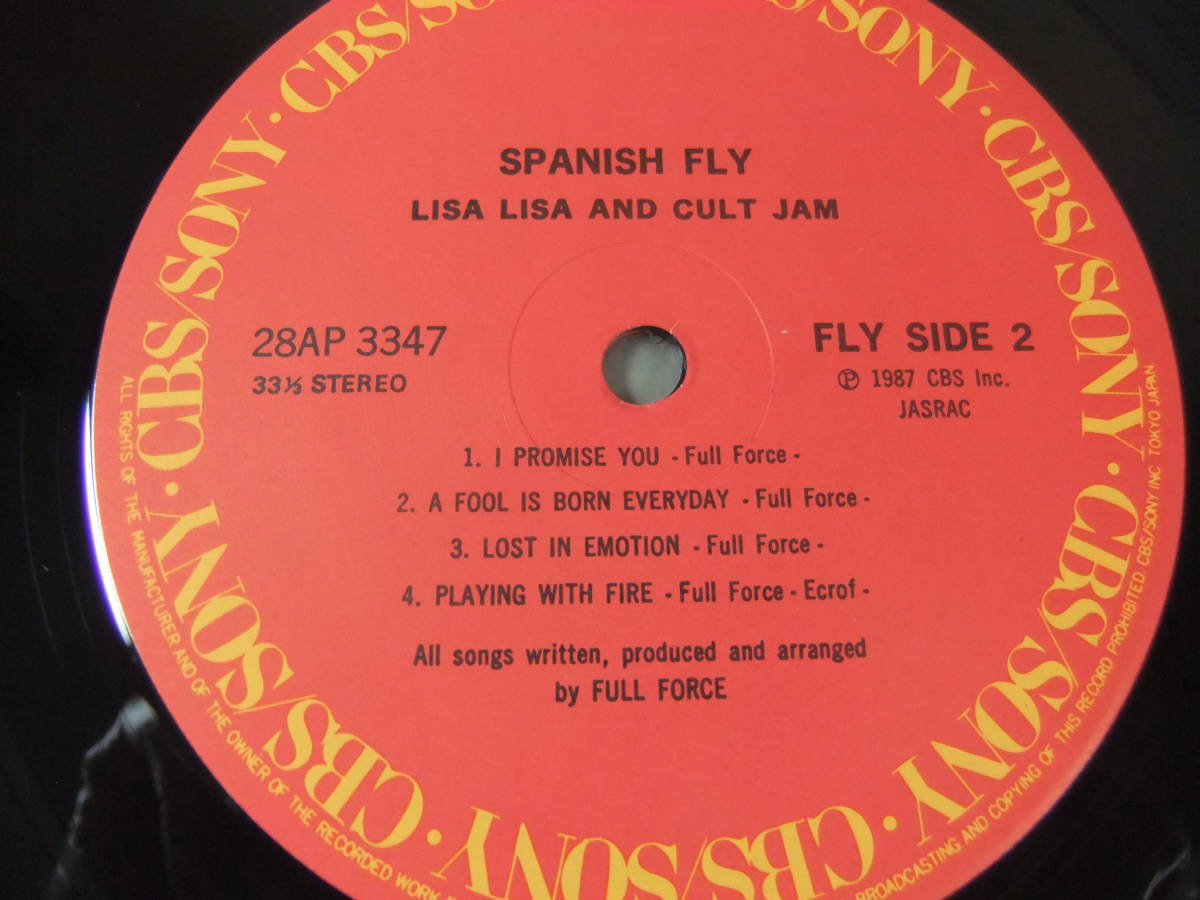 SPANISH FLY
LISA LISA AND CULT JAM
28AP 3347
33⅓ STEREO
FLY SIDE 2
Ⓟ 1987 CBS Inc.
JASRAC
1. I PROMISE YOU - Full Force -
2. A FOOL IS BORN EVERYDAY - Full Force -
3. LOST IN EMOTION - Full Force -
4. PLAYING WITH FIRE - Full Force - Ecrof -
All songs written, produced and arranged
by FULL FORCE
CBS/SONY · CBS/SONY · CBS/SONY · CBS/SONY · CBS/SONY · CBS/SONY · CBS/SONY · CBS/SONY
ALL RIGHTS OF THE MANUFACTURER AND OF THE OWNER OF THE RECORDED WORK
BROADCASTING AND COPYING OF THIS RECORD PROHIBITED CBS/SONY INC TOKYO JAPAN